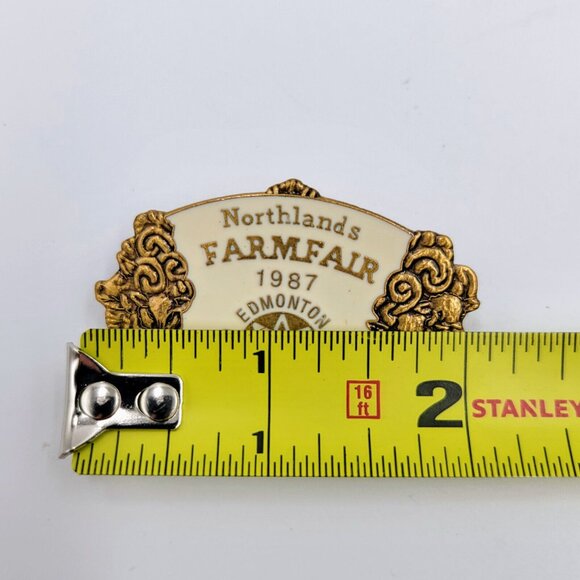 Northlands
FARMFAIR
1987
EDMONTON
1
16 ft
2
STANLEY
1